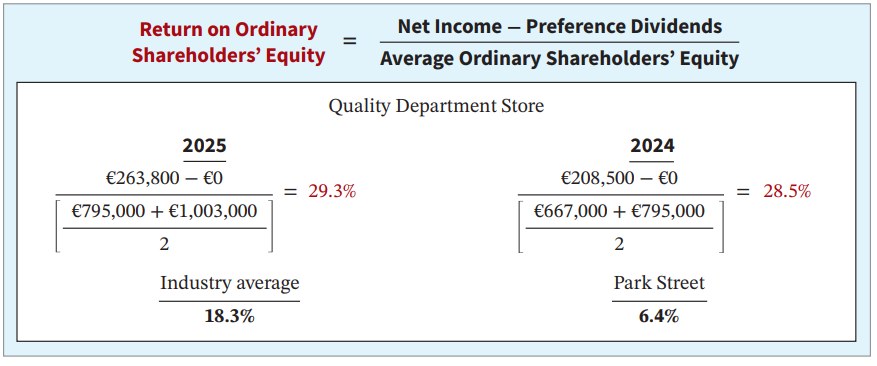 Return on Ordinary Shareholders’ Equity = Net Income – Preference Dividends / Average Ordinary Shareholders’ Equity
Quality Department Store
2025
€263,800 – €0
[€795,000 + €1,003,000
2] = 29.3%
2024
€208,500 – €0
[€667,000 + €795,000
2] = 28.5%
Industry average
18.3%
Park Street
6.4%